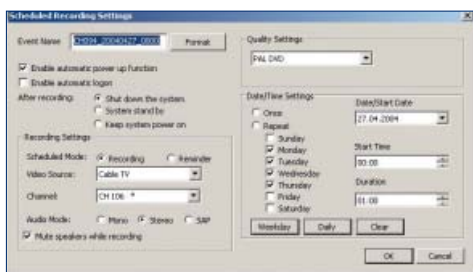 Scheduled Recording Settings
Event Name
Format
Enable automatic power up function
Enable automatic logon
After recording:
Shut down the system
System stand by
Keep system power on
Recording Settings
Scheduled Mode:
Recording
Reminder
Video Source:
Cable TV
Channel:
CH 106 *
Audio Mode:
Mono
Stereo
SAP
Mute speakers while recording
Quality Settings
PAL DVD
Date/Time Settings
Once
Repeat
Sunday
Monday
Tuesday
Wednesday
Thursday
Friday
Saturday
Date/Start Date
27.04.2004
Start Time
00:00
Duration
01:00
Weekday
Daily
Clear
OK
Cancel